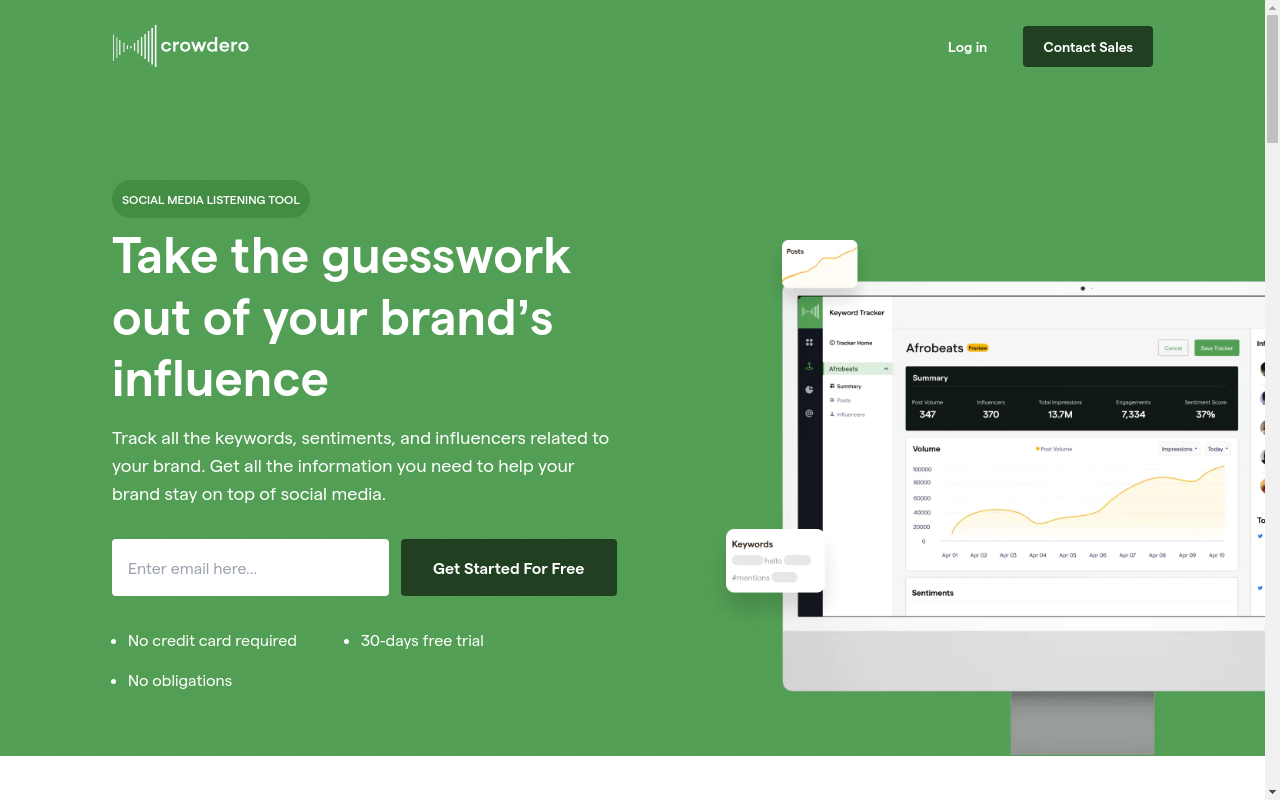 crowdero
Log in
Contact Sales
SOCIAL MEDIA LISTENING TOOL
Take the guesswork
out of your brand’s
influence
Track all the keywords, sentiments, and influencers related to
your brand. Get all the information you need to help your
brand stay on top of social media.
Enter email here...
Get Started For Free
No credit card required
30-days free trial
No obligations
Posts
Keyword Tracker
Tracker Home
Afrobeats
Summary
Posts
Influencers
Afrobeats Preview
Cancel
Save Tracker
Summary
Post Volume Influencers Total Impressions Engagements Sentiment Score
347 370 13.7M 7,334 37%
Volume
Post Volume
Impressions
Today
100000
80000
60000
40000
20000
0
Apr 01 Apr 02 Apr 03 Apr 04 Apr 05 Apr 06 Apr 07 Apr 08 Apr 09 Apr 10
Sentiments
Keywords
hello
#mentions